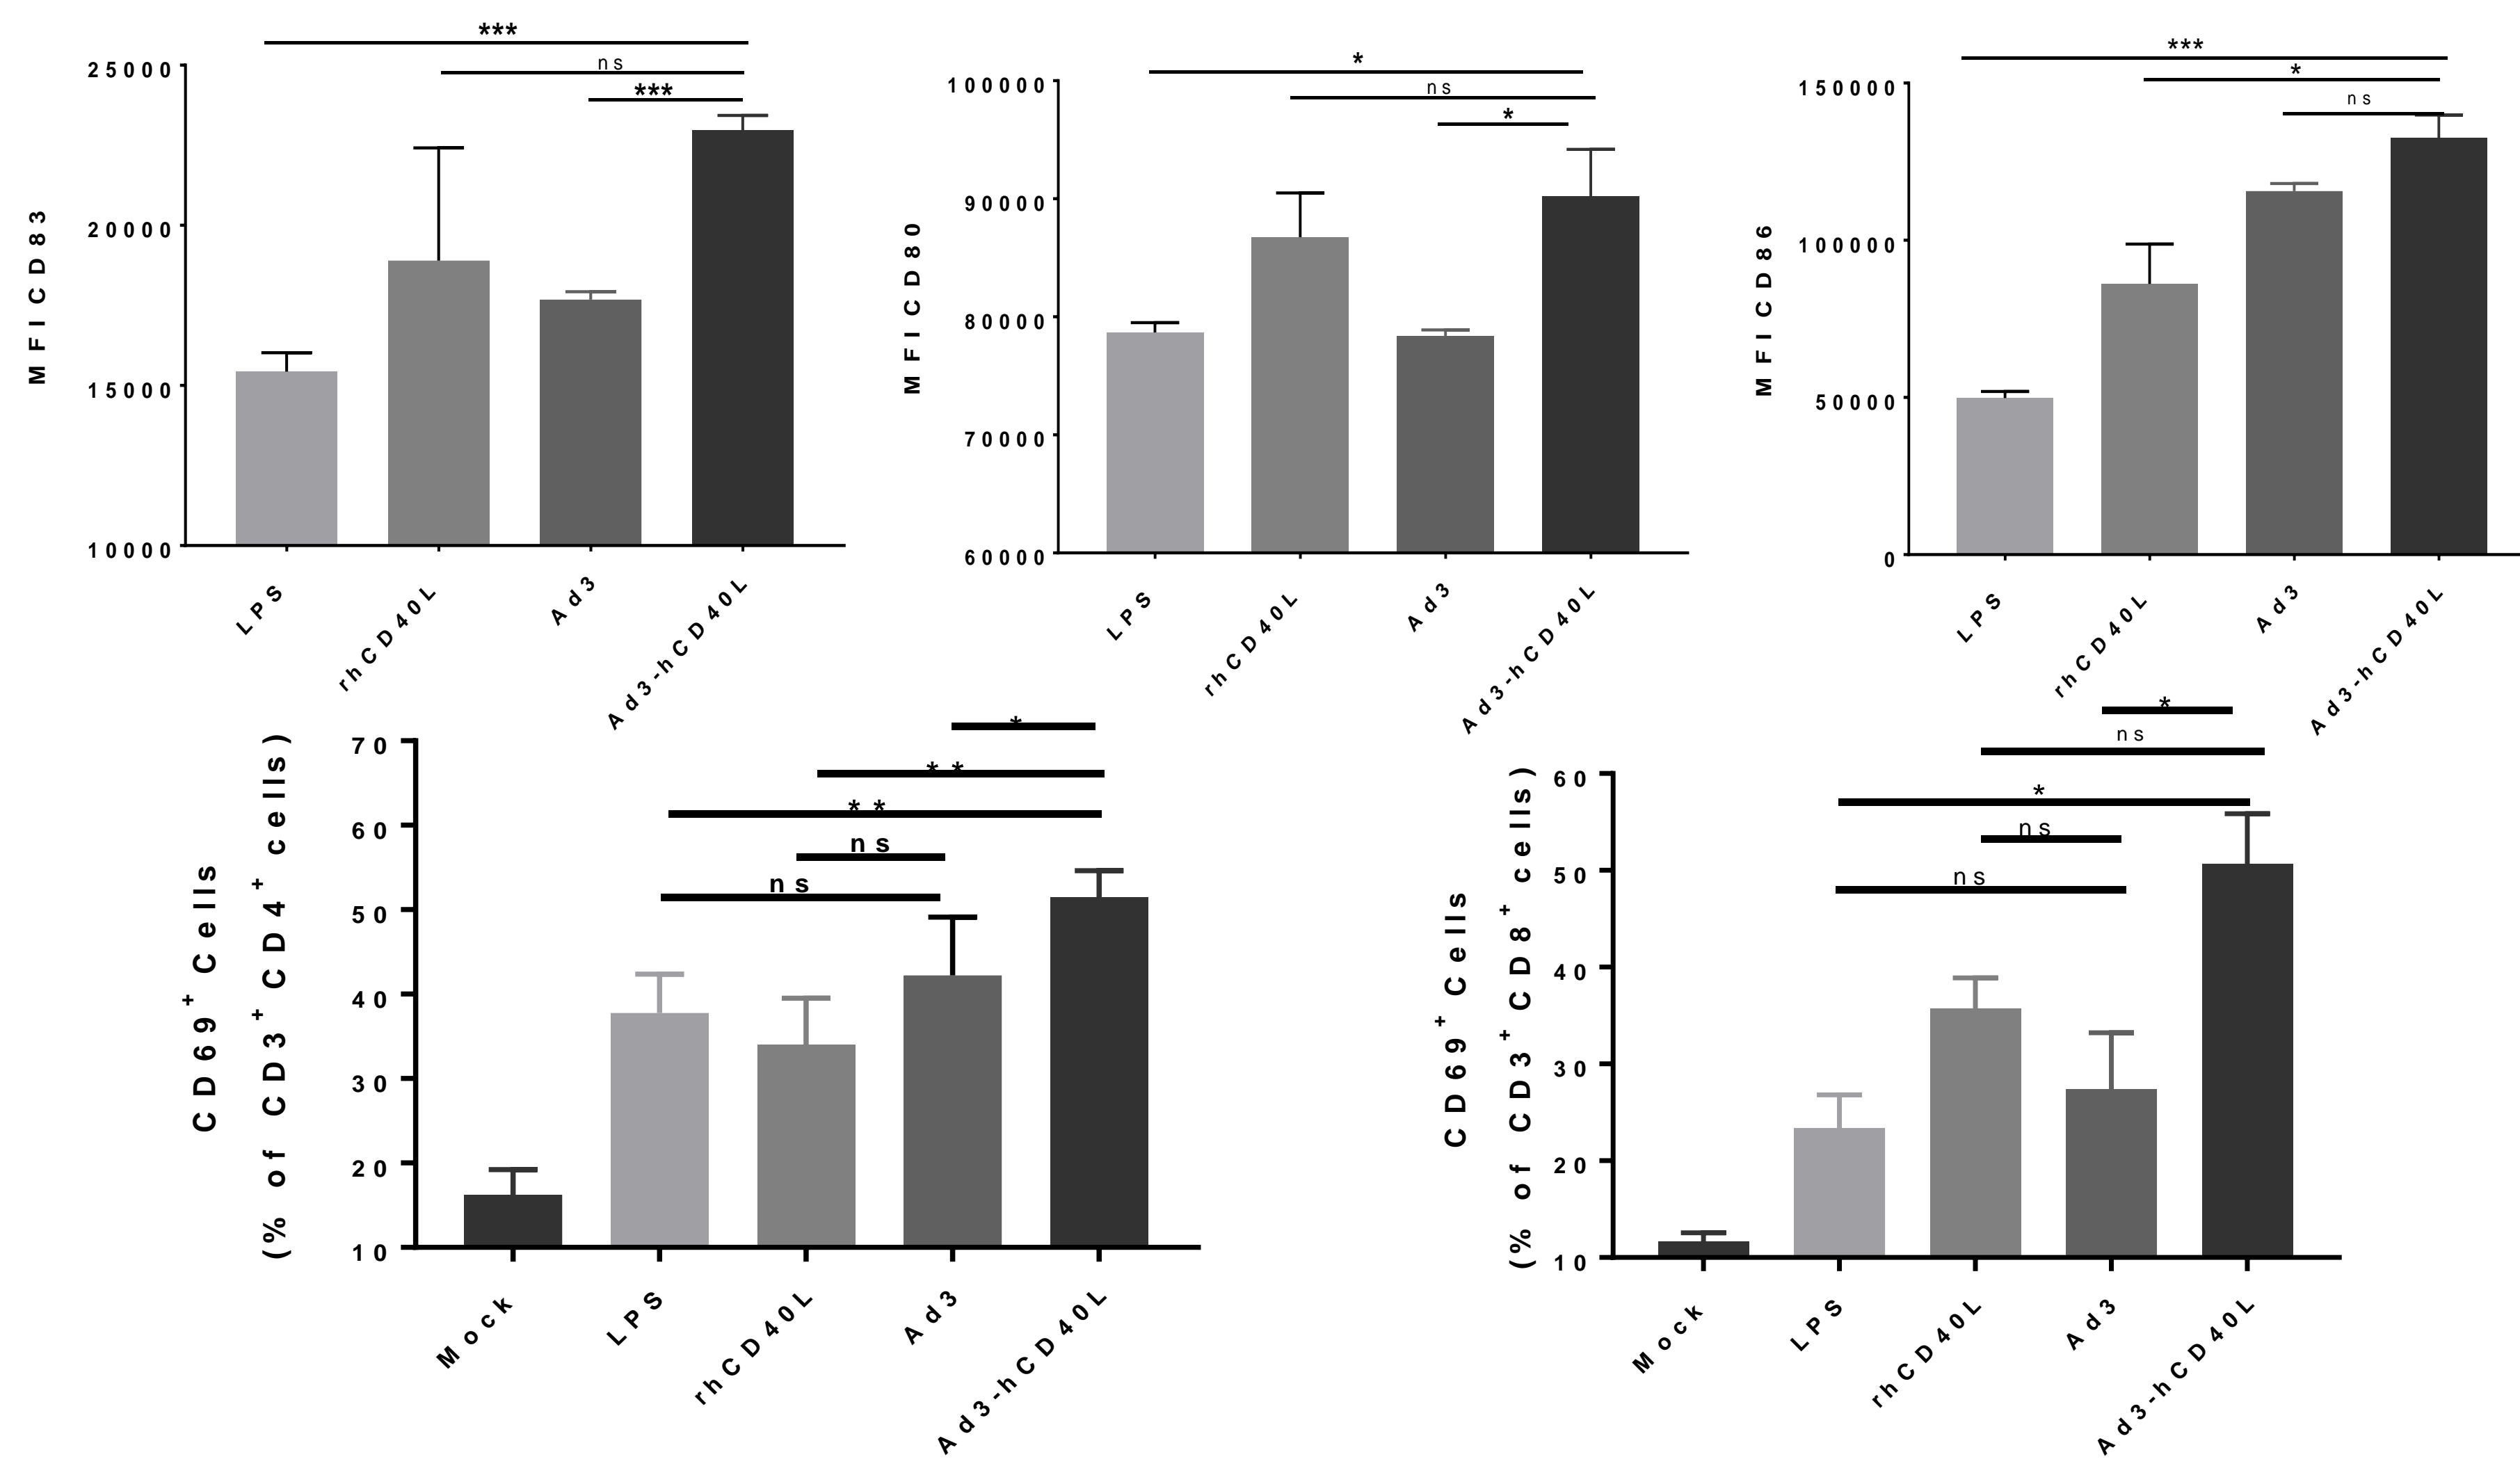 ***
ns
***
25000
20000
15000
10000
MFI CD83
LPS
rhCD40L
Ad3
Ad3-hCD40L
*
ns
*
100000
90000
80000
70000
60000
MFI CD80
LPS
rhCD40L
Ad3
Ad3-hCD40L
***
*
ns
150000
100000
50000
0
MFI CD86
LPS
rhCD40L
Ad3
Ad3-hCD40L
*
**
**
ns
ns
70
60
50
40
30
20
10
CD69+ Cells
(% of CD3+ CD4+ cells)
Mock
LPS
rhCD40L
Ad3
Ad3-hCD40L
*
ns
*
ns
ns
60
50
40
30
20
10
CD69+ Cells
(% of CD3+ CD8+ cells)
Mock
LPS
rhCD40L
Ad3
Ad3-hCD40L